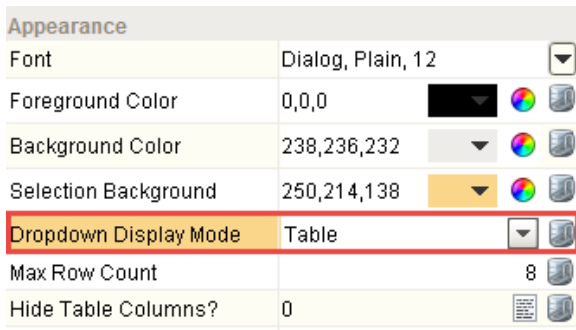 Appearance
Font Dialog, Plain, 12
Foreground Color 0,0,0
Background Color 238,236,232
Selection Background 250,214,138
Dropdown Display Mode Table
Max Row Count 8
Hide Table Columns? 0